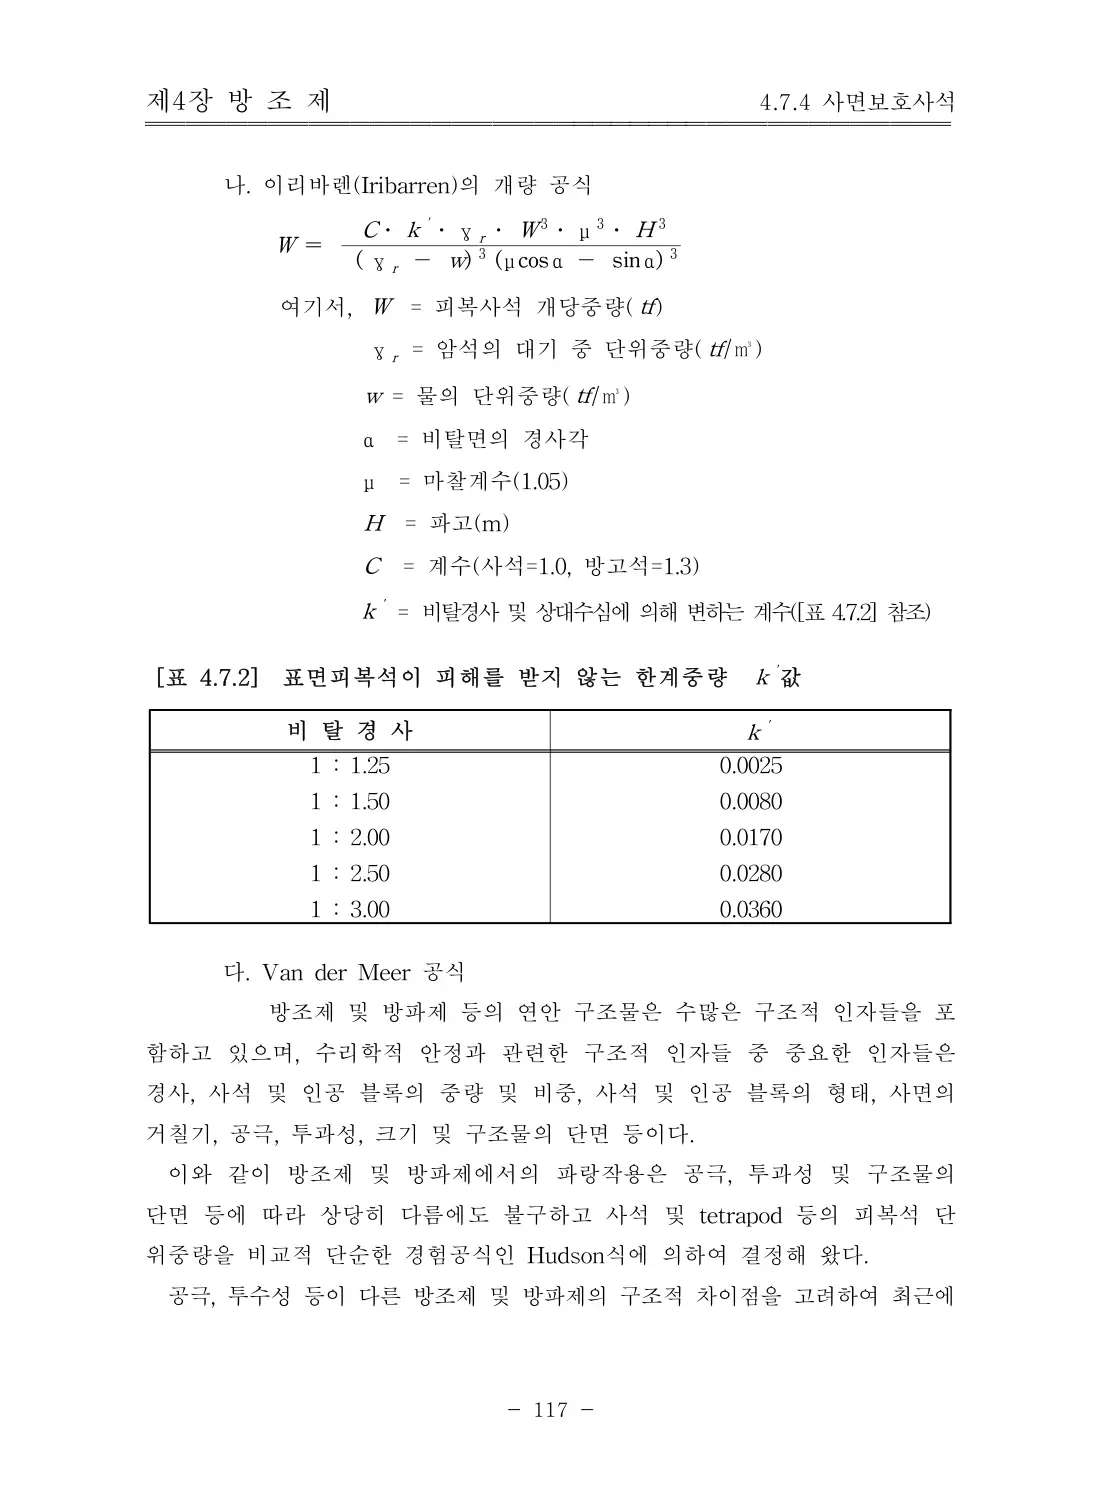 제4장 방 조 제 4.7.4 사면보호사석
나. 이리바렌(Iribarren)의 개량 공식
W = C · k′ · ɣr · W³ · μ³ · H³ / (ɣr − w)³ (μcosα − sinα)³
여기서, W = 피복사석 개당중량(tf)
ɣr = 암석의 대기 중 단위중량(tf/㎥)
w = 물의 단위중량(tf/㎥)
α = 비탈면의 경사각
μ = 마찰계수(1.05)
H = 파고(m)
C = 계수(사석=1.0, 방고석=1.3)
k′ = 비탈경사 및 상대수심에 의해 변하는 계수([표 4.7.2] 참조)
[표 4.7.2] 표면피복석이 피해를 받지 않는 한계중량 k′값
비 탈 경 사 k′
1 : 1.25 0.0025
1 : 1.50 0.0080
1 : 2.00 0.0170
1 : 2.50 0.0280
1 : 3.00 0.0360
다. Van der Meer 공식
방조제 및 방파제 등의 연안 구조물은 수많은 구조적 인자들을 포
함하고 있으며, 수리학적 안정과 관련한 구조적 인자들 중 중요한 인자들은
경사, 사석 및 인공 블록의 중량 및 비중, 사석 및 인공 블록의 형태, 사면의
거칠기, 공극, 투과성, 크기 및 구조물의 단면 등이다.
이와 같이 방조제 및 방파제에서의 파랑작용은 공극, 투과성 및 구조물의
단면 등에 따라 상당히 다름에도 불구하고 사석 및 tetrapod 등의 피복석 단
위중량을 비교적 단순한 경험공식인 Hudson식에 의하여 결정해 왔다.
공극, 투수성 등이 다른 방조제 및 방파제의 구조적 차이점을 고려하여 최근에
- 117 -